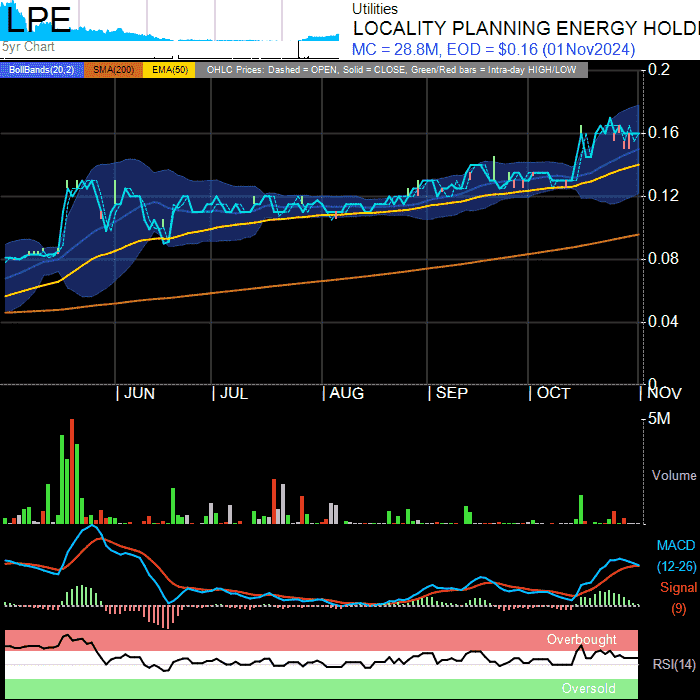 LPE
5yr Chart
Utilities
LOCALITY PLANNING ENERGY HOLDI
MC = 28.8M, EOD = $0.16 (01Nov2024)
BollBands(20,2) SMA(200) EMA(50) OHLC Prices: Dashed = OPEN, Solid = CLOSE, Green/Red bars = Intra-day HIGH/LOW
0.2
0.16
0.12
0.08
0.04
0
JUN JUL AUG SEP OCT NOV
5M
Volume
MACD
(12-26)
Signal
(9)
Overbought
RSI(14)
Oversold